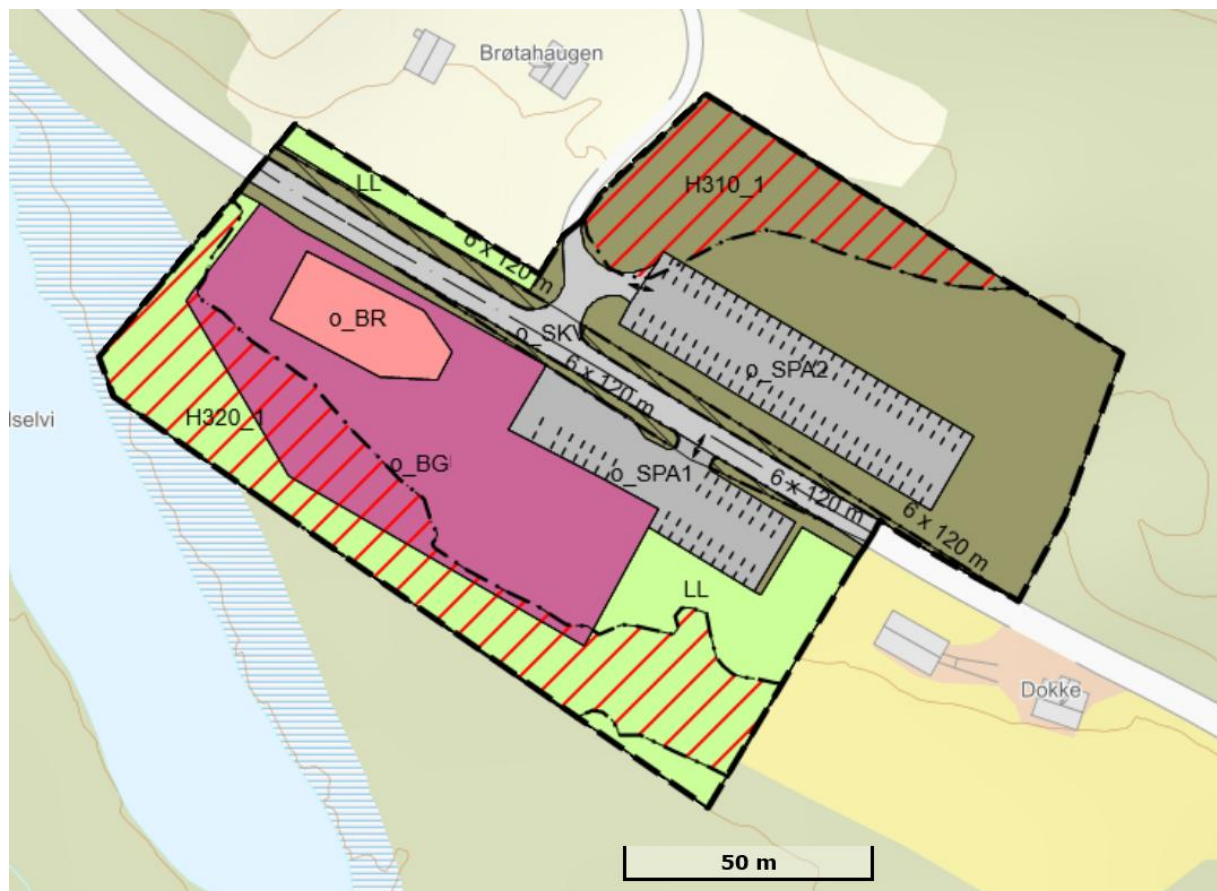 Brøtahaugen
LL
H310_1
6 x 120 m
o_BR
o_SKV
6 x 120 m
o_SPA2
lselvi
H320_1
o_BG
o_SPA1
6 x 120 m
6 x 120 m
LL
Dokke
50 m